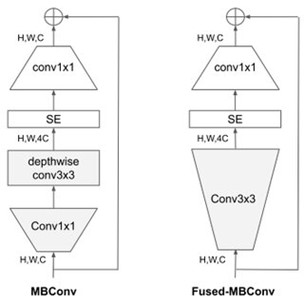 H,W,C
conv1x1
SE
H,W,4C
depthwise
conv3x3
Conv1x1
H,W,C
MBConv
H,W,C
conv1x1
SE
H,W,4C
Conv3x3
H,W,C
Fused-MBConv